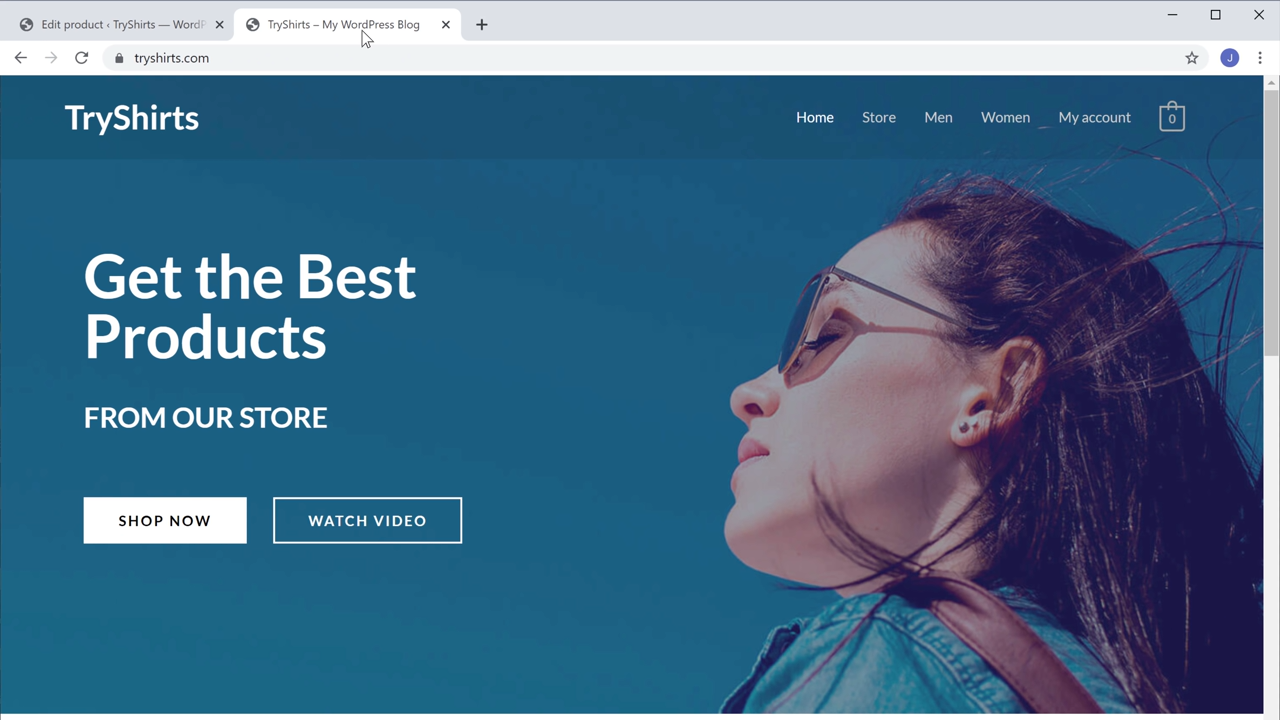 Edit product ‹ TryShirts — WordP
TryShirts – My WordPress Blog
tryshirts.com
J
TryShirts
Home
Store
Men
Women
My account
0
Get the Best
Products
FROM OUR STORE
SHOP NOW
WATCH VIDEO